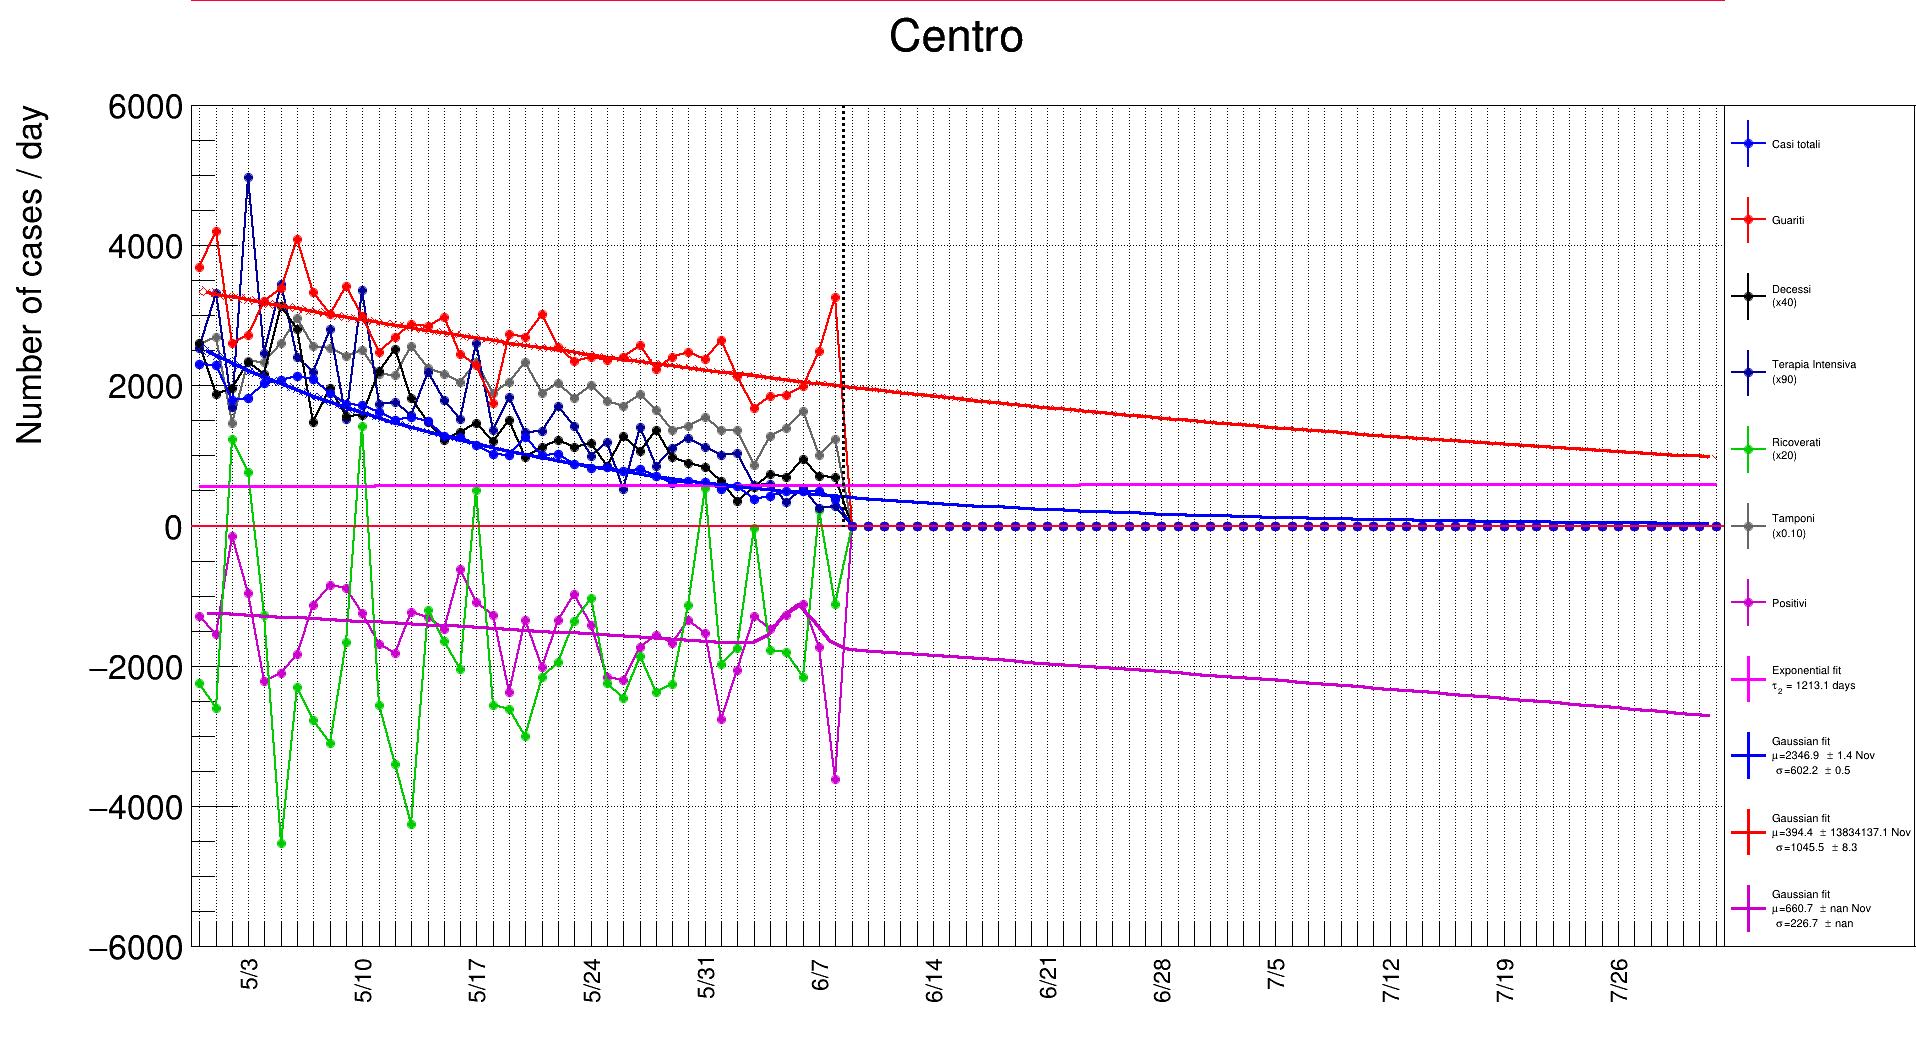 Centro
Number of cases / day
6000
4000
2000
0
−2000
−4000
−6000
5/3
5/10
5/17
5/24
5/31
6/7
6/14
6/21
6/28
7/5
7/12
7/19
7/26
Casi totali
Guariti
Decessi
(x40)
Terapia Intensiva
(x90)
Ricoverati
(x20)
Tamponi
(x0.10)
Positivi
Exponential fit
τ2 = 1213.1 days
Gaussian fit
μ=2346.9 ± 1.4 Nov
σ=602.2 ± 0.5
Gaussian fit
μ=394.4 ± 13834137.1 Nov
σ=1045.5 ± 8.3
Gaussian fit
μ=660.7 ± nan Nov
σ=226.7 ± nan